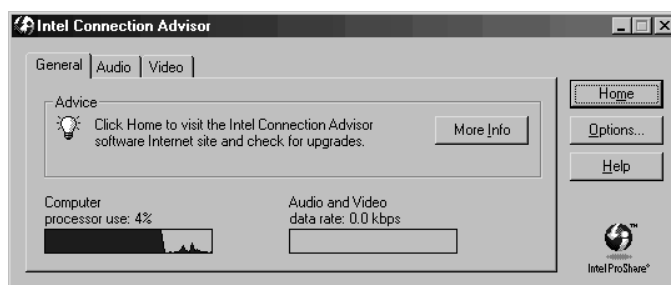 Intel Connection Advisor
General Audio Video
Advice
Click Home to visit the Intel Connection Advisor
software Internet site and check for upgrades.
More Info
Computer
processor use: 4%
Audio and Video
data rate: 0.0 kbps
Home
Options...
Help
TM
Intel ProShare®